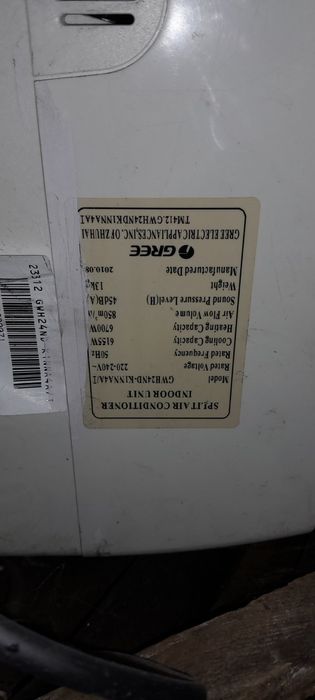 SPLIT AIR CONDITIONER
INDOOR UNIT
Model GWH24ND-K1NNA4A/I
Rated Voltage 220-240V~
Rated Frequency 50Hz
Cooling Capacity 6155W
Heating Capacity 6700W
Air Flow Volume 850m³/h
Sound Pressure Level(H) 45dB(A)
Weight 13kg
Manufactured Date 2010.08
GREE
GREE ELECTRIC APPLIANCES,INC. OF ZHUHAI
TM412.GWH24NDK1NNA4AI